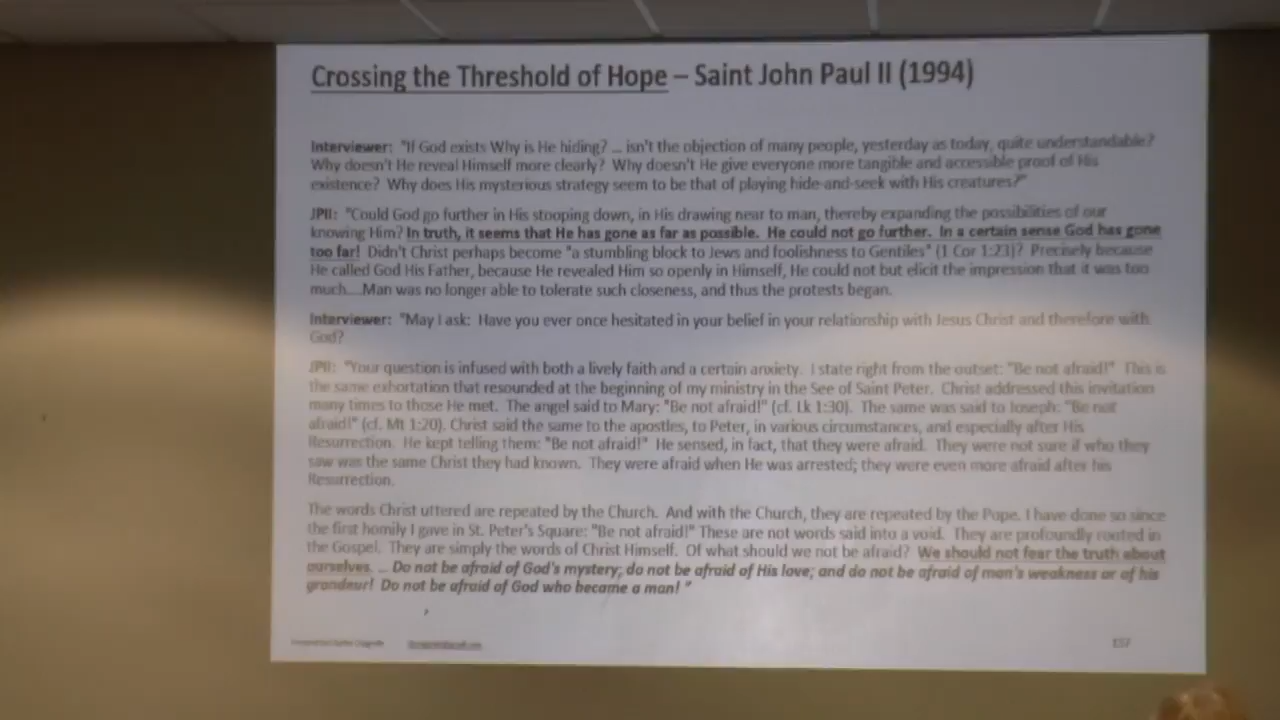 Crossing the Threshold of Hope – Saint John Paul II (1994)
Interviewer: "If God exists Why is He hiding? ... isn't the objection of many people, yesterday as today, quite understandable?
Why doesn't He reveal Himself more clearly? Why doesn't He give everyone more tangible and accessible proof of His
existence? Why does His mysterious strategy seem to be that of playing hide-and-seek with His creatures?"
JPII: "Could God go further in His stooping down, in His drawing near to man, thereby expanding the possibilities of our
knowing Him? In truth, it seems that He has gone as far as possible. He could not go further. In a certain sense God has gone
too far! Didn't Christ perhaps become "a stumbling block to Jews and foolishness to Gentiles" (1 Cor 1:23)? Precisely because
He called God His Father, because He revealed Him so openly in Himself, He could not but elicit the impression that it was too
much....Man was no longer able to tolerate such closeness, and thus the protests began.
Interviewer: "May I ask: Have you ever once hesitated in your belief in your relationship with Jesus Christ and therefore with
God?
JPII: "Your question is infused with both a lively faith and a certain anxiety. I state right from the outset: "Be not afraid!" This is
the same exhortation that resounded at the beginning of my ministry in the See of Saint Peter. Christ addressed this invitation
many times to those He met. The angel said to Mary: "Be not afraid!" (cf. Lk 1:30). The same was said to Joseph: "Be not
afraid!" (cf. Mt 1:20). Christ said the same to the apostles, to Peter, in various circumstances, and especially after His
Resurrection. He kept telling them: "Be not afraid!" He sensed, in fact, that they were afraid. They were not sure if who they
saw was the same Christ they had known. They were afraid when He was arrested; they were even more afraid after his
Resurrection.
The words Christ uttered are repeated by the Church. And with the Church, they are repeated by the Pope. I have done so since
the first homily I gave in St. Peter's Square: "Be not afraid!" These are not words said into a void. They are profoundly rooted in
the Gospel. They are simply the words of Christ Himself. Of what should we not be afraid? We should not fear the truth about
ourselves. ... Do not be afraid of God's mystery; do not be afraid of His love; and do not be afraid of man's weakness or of his
grandeur! Do not be afraid of God who became a man! "
157